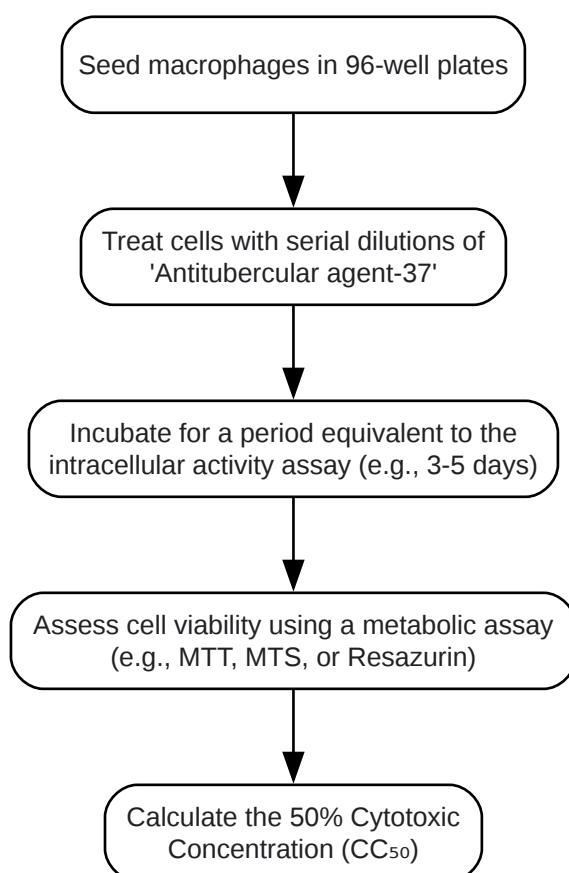 Seed macrophages in 96-well plates
Treat cells with serial dilutions of
'Antitubercular agent-37'
Incubate for a period equivalent to the
intracellular activity assay (e.g., 3-5 days)
Assess cell viability using a metabolic assay
(e.g., MTT, MTS, or Resazurin)
Calculate the 50% Cytotoxic
Concentration (CC₅₀)